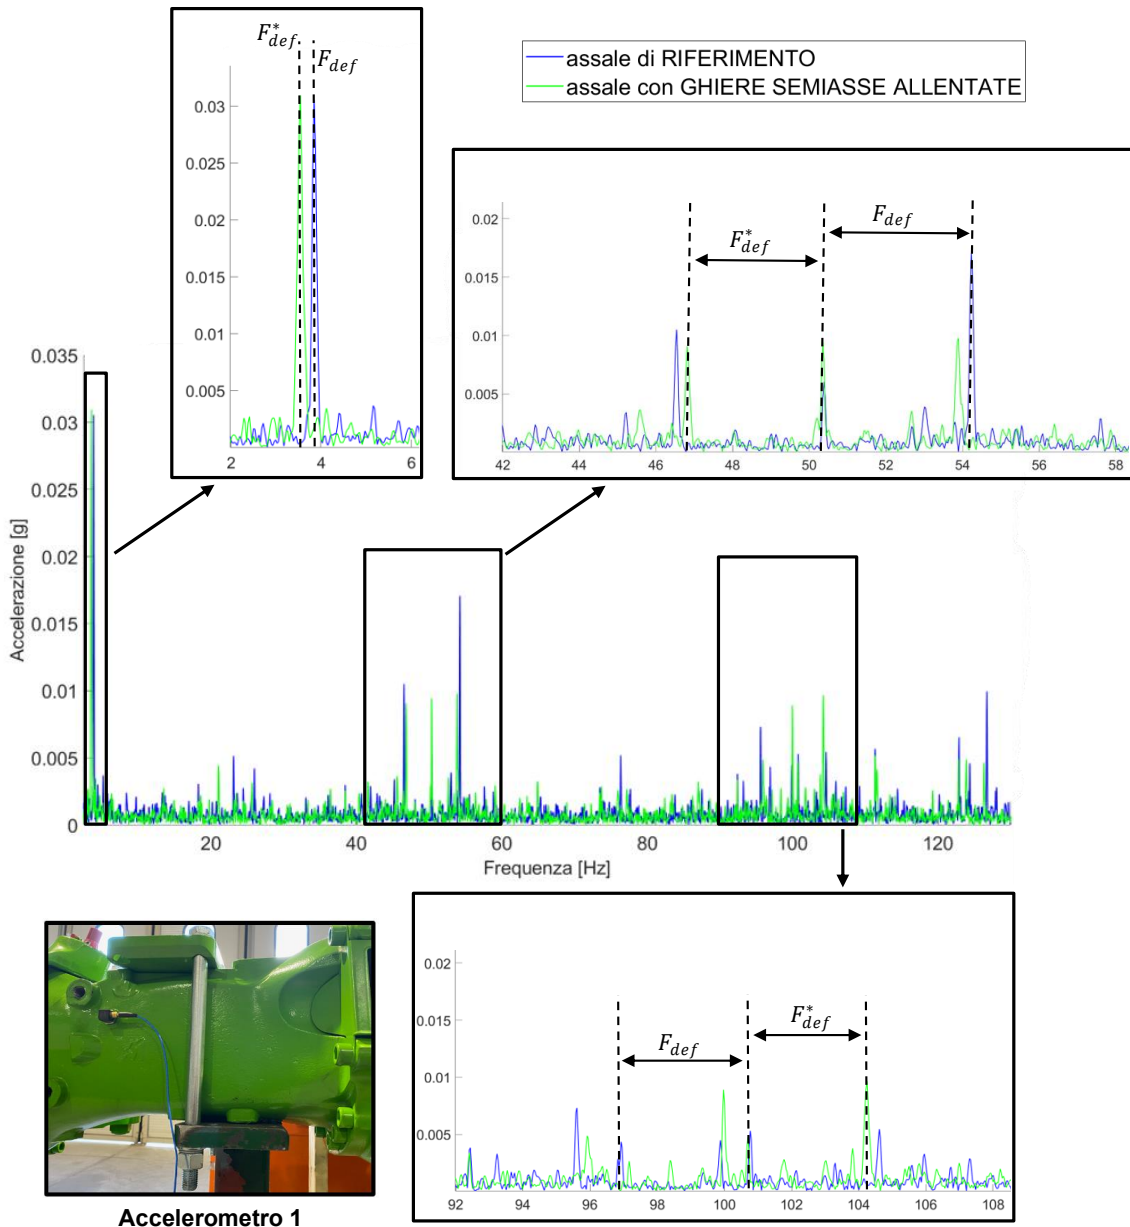 F*def
Fdef
assale di RIFERIMENTO
assale con GHIERE SEMIASSE ALLENTATE
0.03
0.025
0.02
0.015
0.01
0.005
2 4 6
0.02
0.015
0.01
0.005
F*def
Fdef
42 44 46 48 50 52 54 56 58
Accelerazione [g]
0.035
0.03
0.025
0.02
0.015
0.01
0.005
0
20 40 60 80 100 120
Frequenza [Hz]
0.02
0.015
0.01
0.005
Fdef
F*def
92 94 96 98 100 102 104 106 108
Accelerometro 1